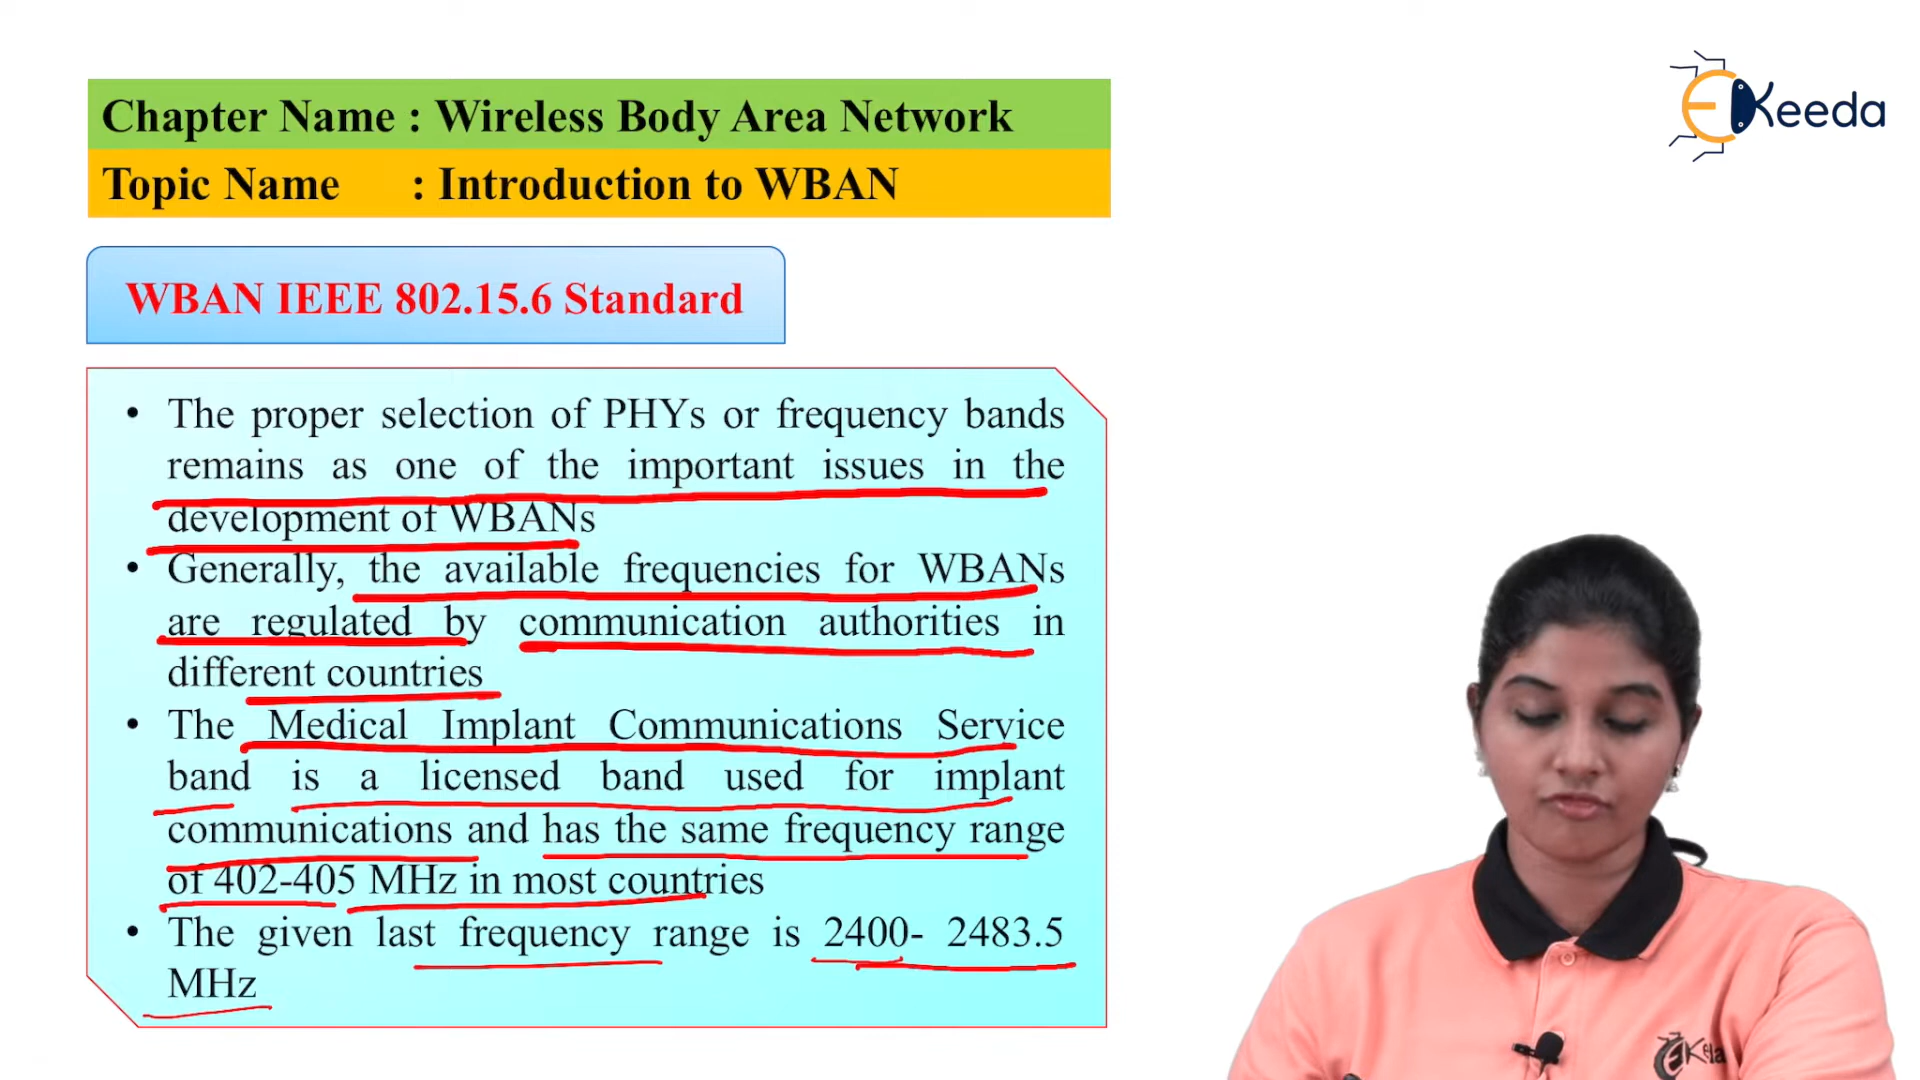 Chapter Name : Wireless Body Area Network
Topic Name : Introduction to WBAN
EKeeda
WBAN IEEE 802.15.6 Standard
• The proper selection of PHYs or frequency bands
remains as one of the important issues in the
development of WBANs
• Generally, the available frequencies for WBANs
are regulated by communication authorities in
different countries
• The Medical Implant Communications Service
band is a licensed band used for implant
communications and has the same frequency range
of 402-405 MHz in most countries
• The given last frequency range is 2400- 2483.5
MHz